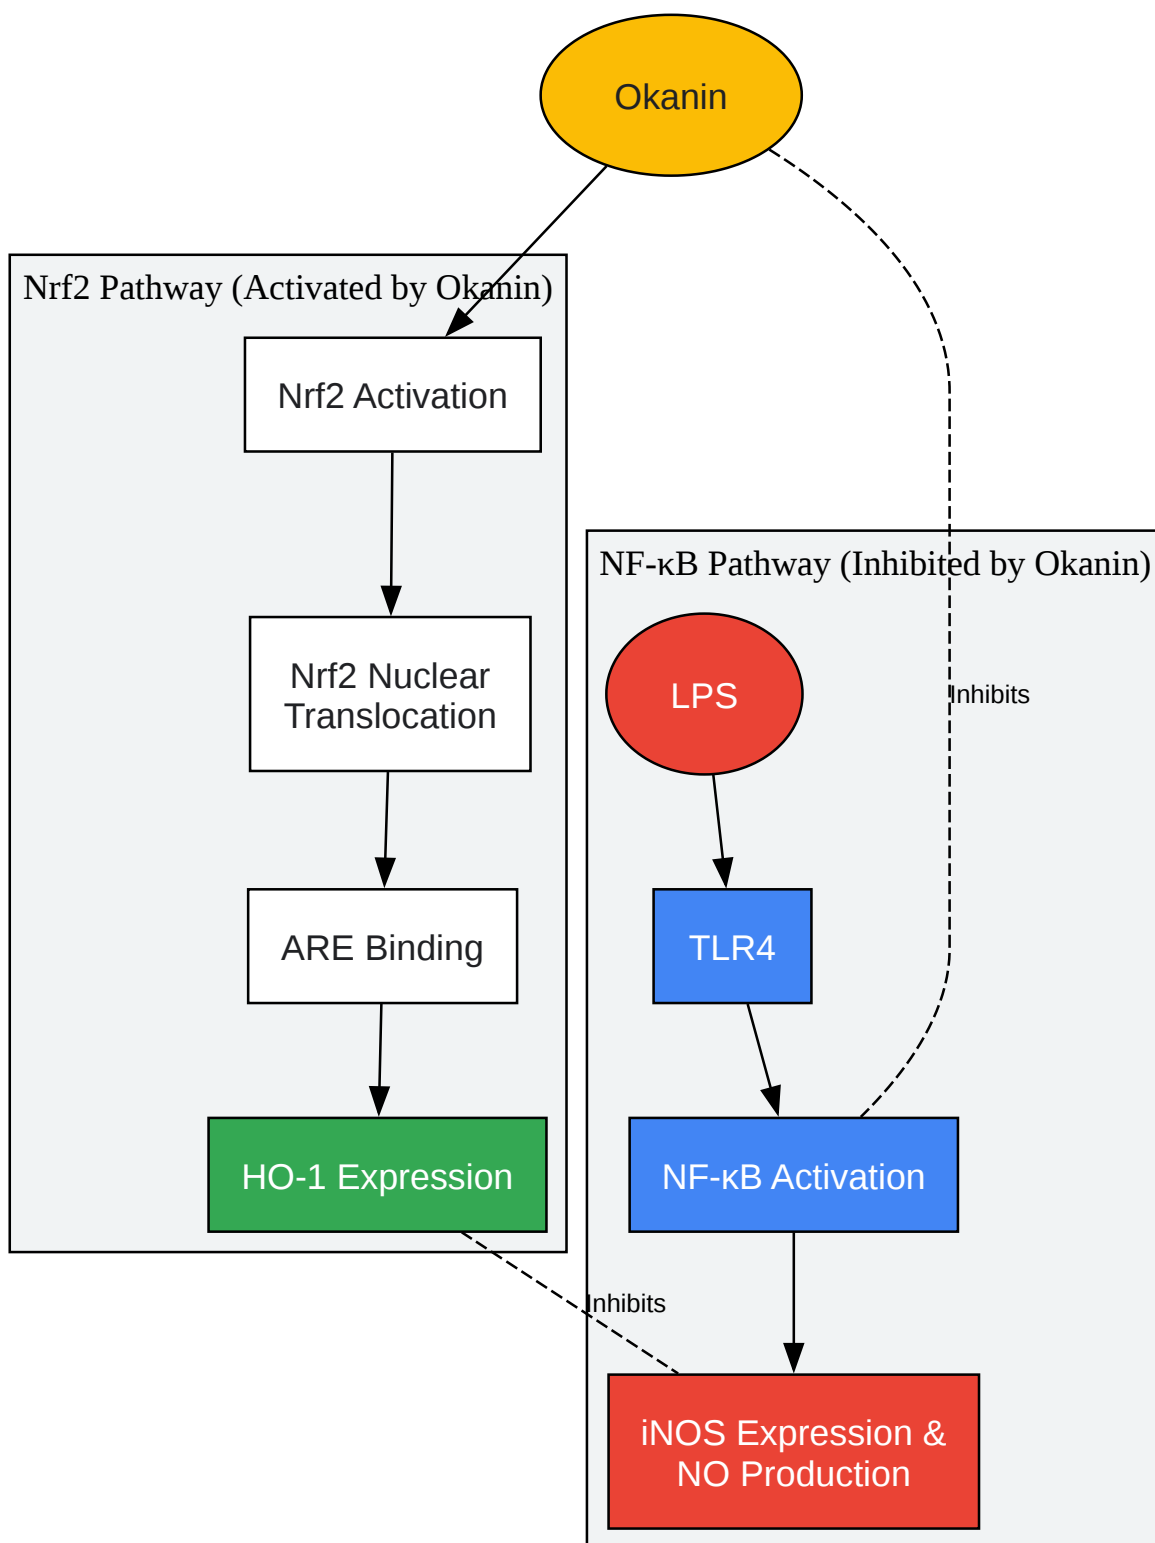 Okanin
Nrf2 Pathway (Activated by Okanin)
Nrf2 Activation
Nrf2 Nuclear
Translocation
ARE Binding
HO-1 Expression
NF-κB Pathway (Inhibited by Okanin)
LPS
Inhibits
TLR4
NF-κB Activation
Inhibits
iNOS Expression &
NO Production